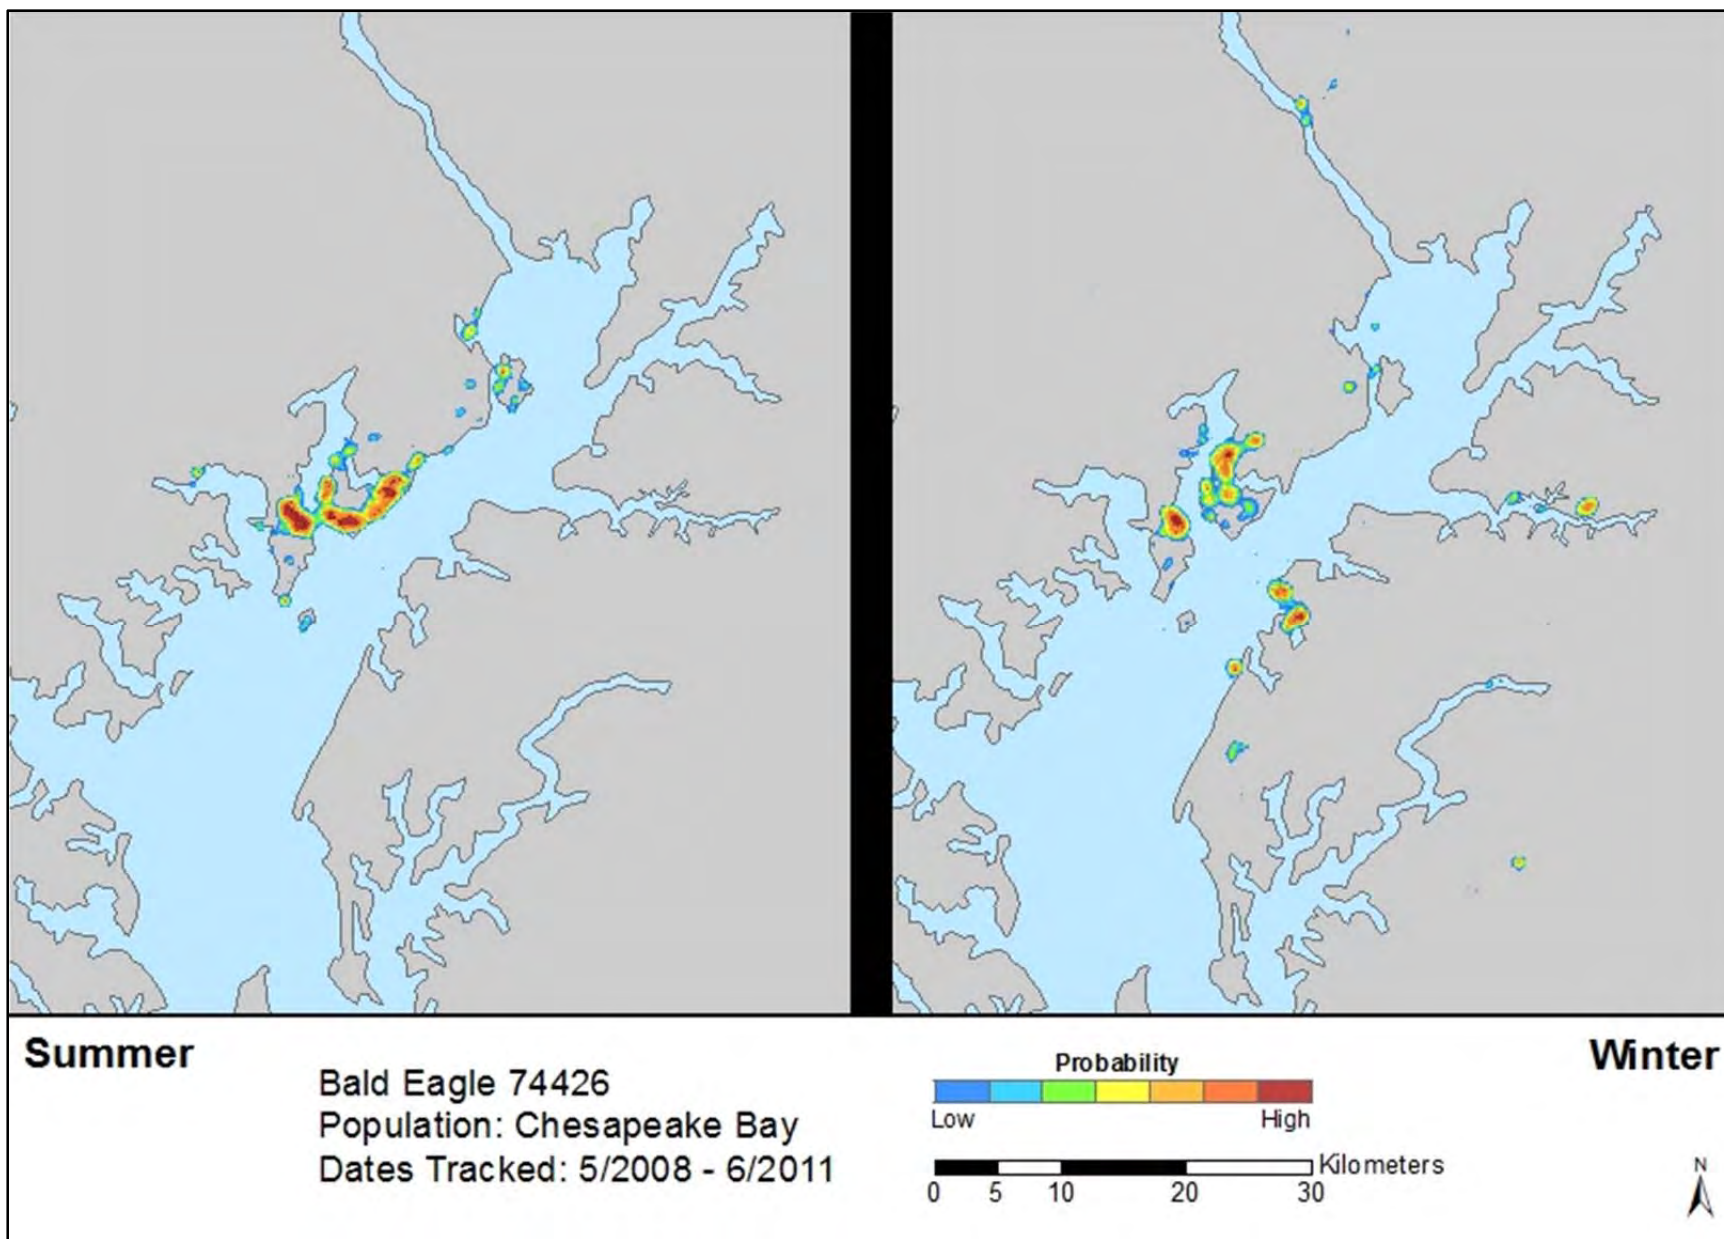 Summer
Winter
Bald Eagle 74426
Population: Chesapeake Bay
Dates Tracked: 5/2008 - 6/2011
Probability
Low High
Kilometers
0 5 10 20 30
N